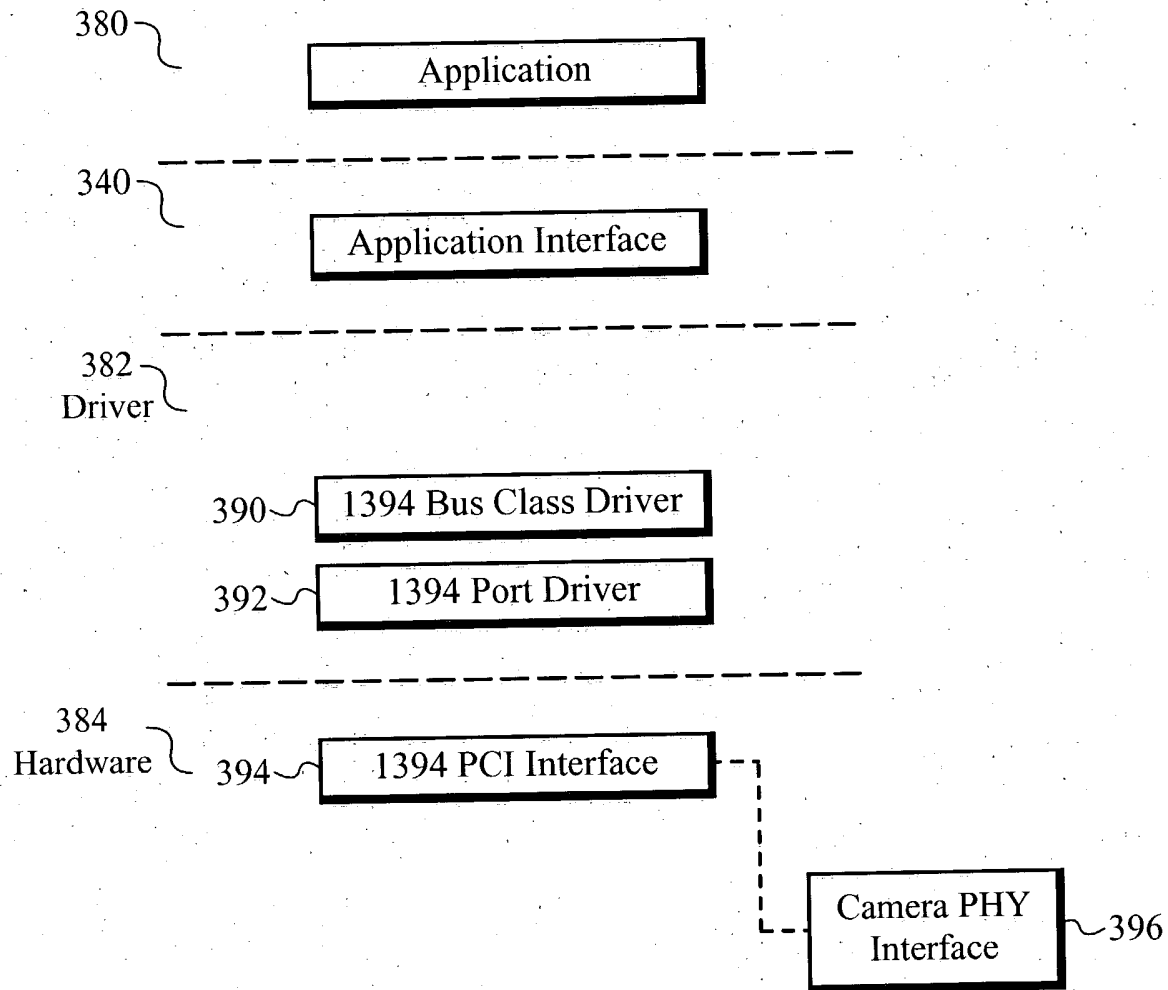 380
Application
340
Application Interface
382
Driver
390
1394 Bus Class Driver
392
1394 Port Driver
384
Hardware
394
1394 PCI Interface
Camera PHY
Interface
396